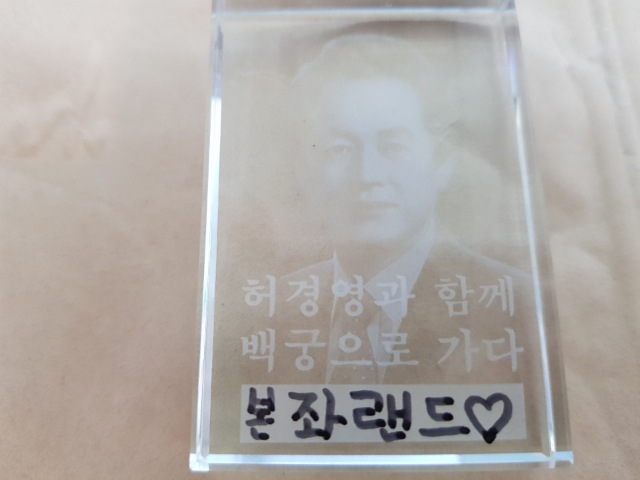 허경영과 함께
백궁으로 가다
본좌랜드♡